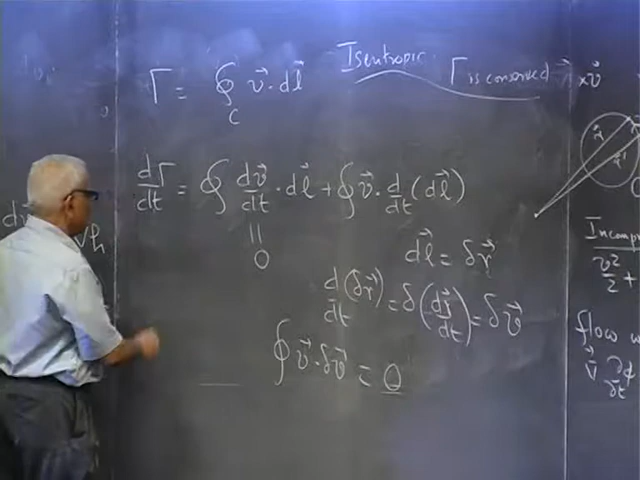 Γ = ∮_C v⃗ · dl⃗
Isentropic Γ is conserved
dΓ/dt = ∮ dv⃗/dt · dl⃗ + ∮ v⃗ · d/dt (dl⃗)
||
0
dl⃗ = δr⃗
d/dt (δr⃗) = δ(dr⃗/dt) = δv⃗
∮ v⃗ · δv⃗ = 0
× v⃗
v²/2 +
flow
v⃗ ∂φ/∂t